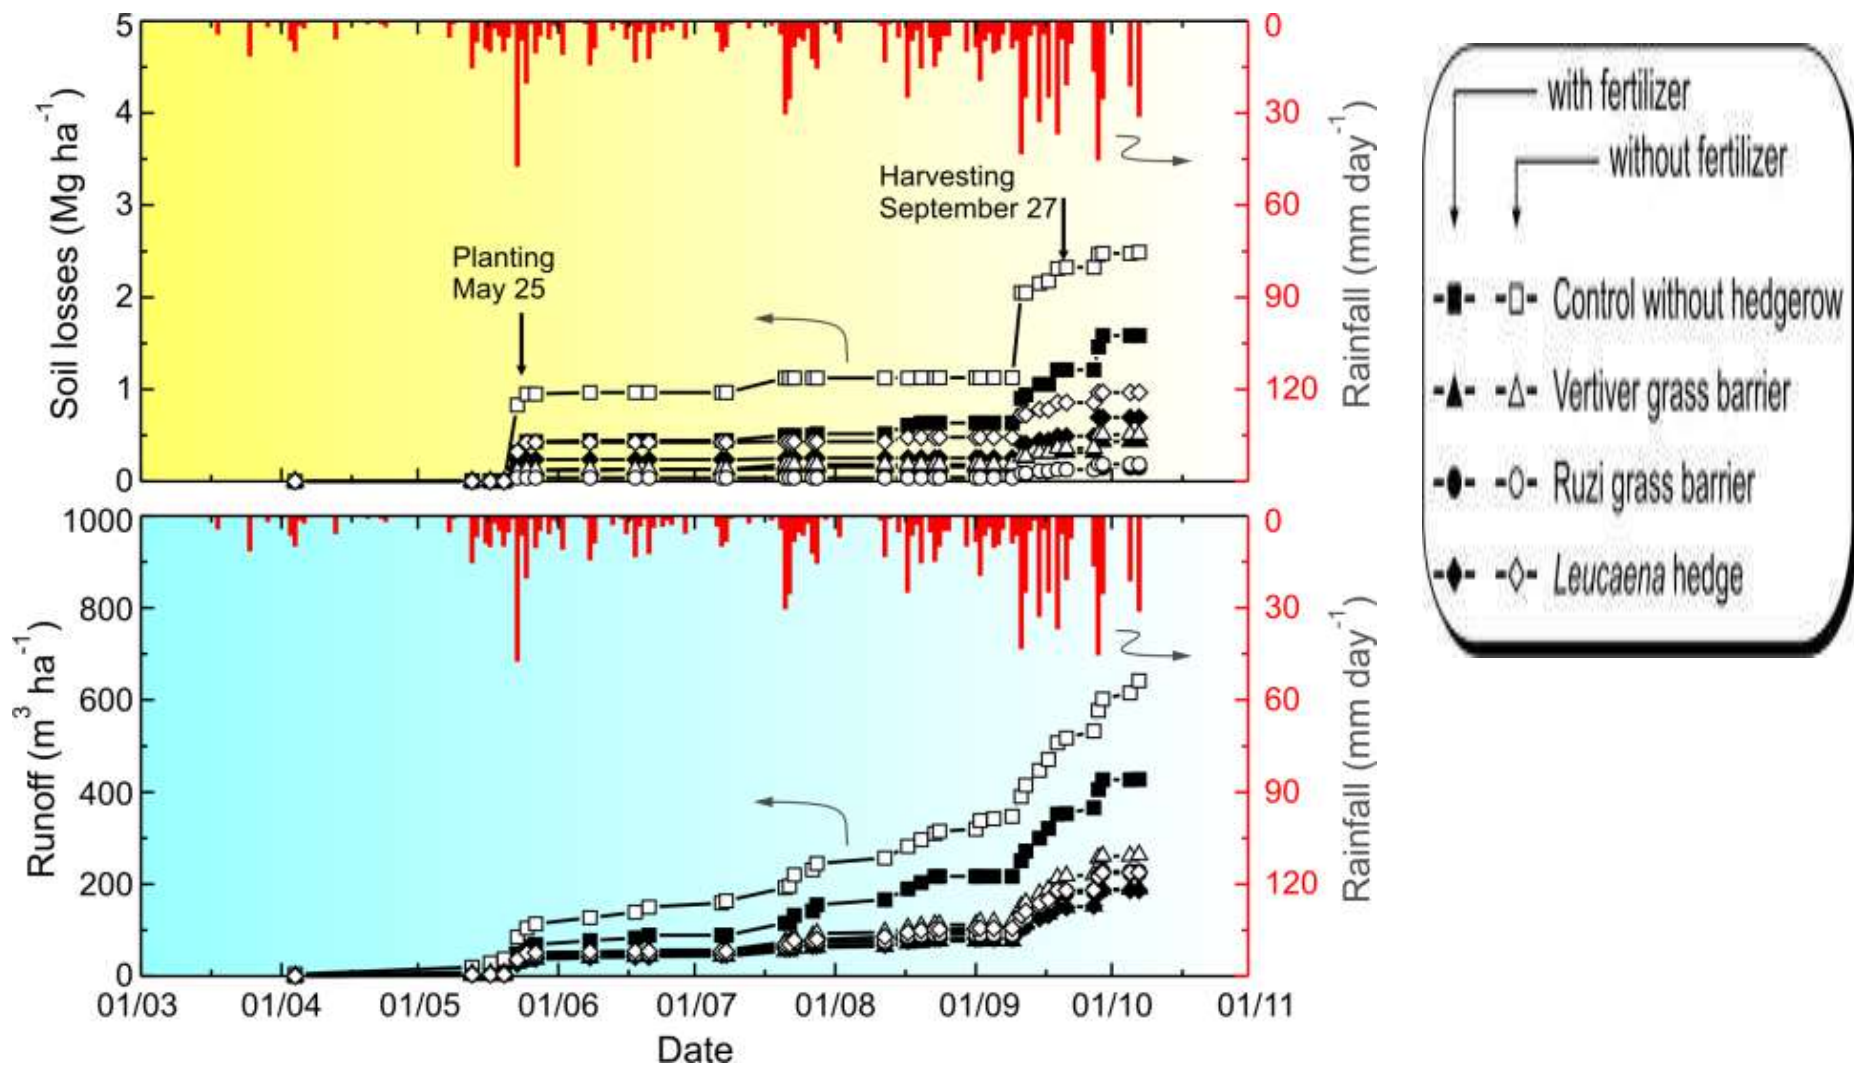 5
4
3
2
1
0
Soil losses (Mg ha⁻¹)
Planting
May 25
Harvesting
September 27
0
30
60
90
120
Rainfall (mm day⁻¹)
1000
800
600
400
200
0
Runoff (m³ ha⁻¹)
0
30
60
90
120
Rainfall (mm day⁻¹)
01/03 01/04 01/05 01/06 01/07 01/08 01/09 01/10 01/11
Date
with fertilizer
without fertilizer
Control without hedgerow
Vertiver grass barrier
Ruzi grass barrier
Leucaena hedge